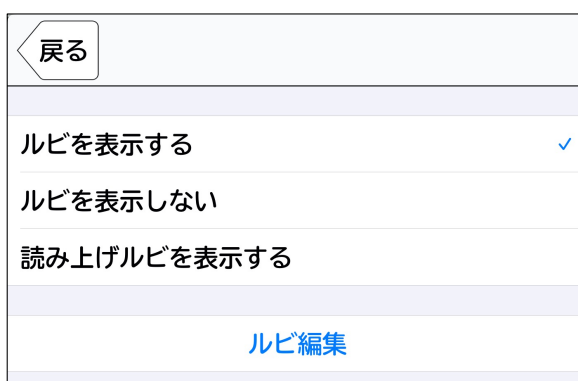 戻る
ルビを表示する
ルビを表示しない
読み上げルビを表示する
ルビ編集